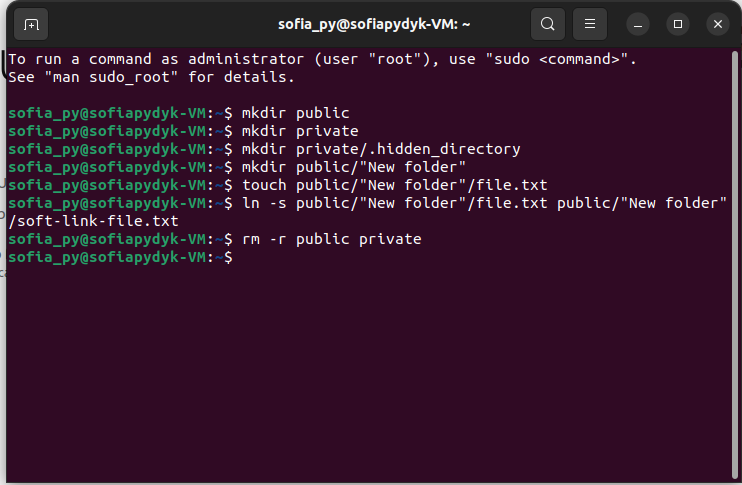 sofia_py@sofiapydyk-VM: ~
To run a command as administrator (user "root"), use "sudo <command>".
See "man sudo_root" for details.
sofia_py@sofiapydyk-VM:~$ mkdir public
sofia_py@sofiapydyk-VM:~$ mkdir private
sofia_py@sofiapydyk-VM:~$ mkdir private/.hidden_directory
sofia_py@sofiapydyk-VM:~$ mkdir public/"New folder"
sofia_py@sofiapydyk-VM:~$ touch public/"New folder"/file.txt
sofia_py@sofiapydyk-VM:~$ ln -s public/"New folder"/file.txt public/"New folder"
/soft-link-file.txt
sofia_py@sofiapydyk-VM:~$ rm -r public private
sofia_py@sofiapydyk-VM:~$